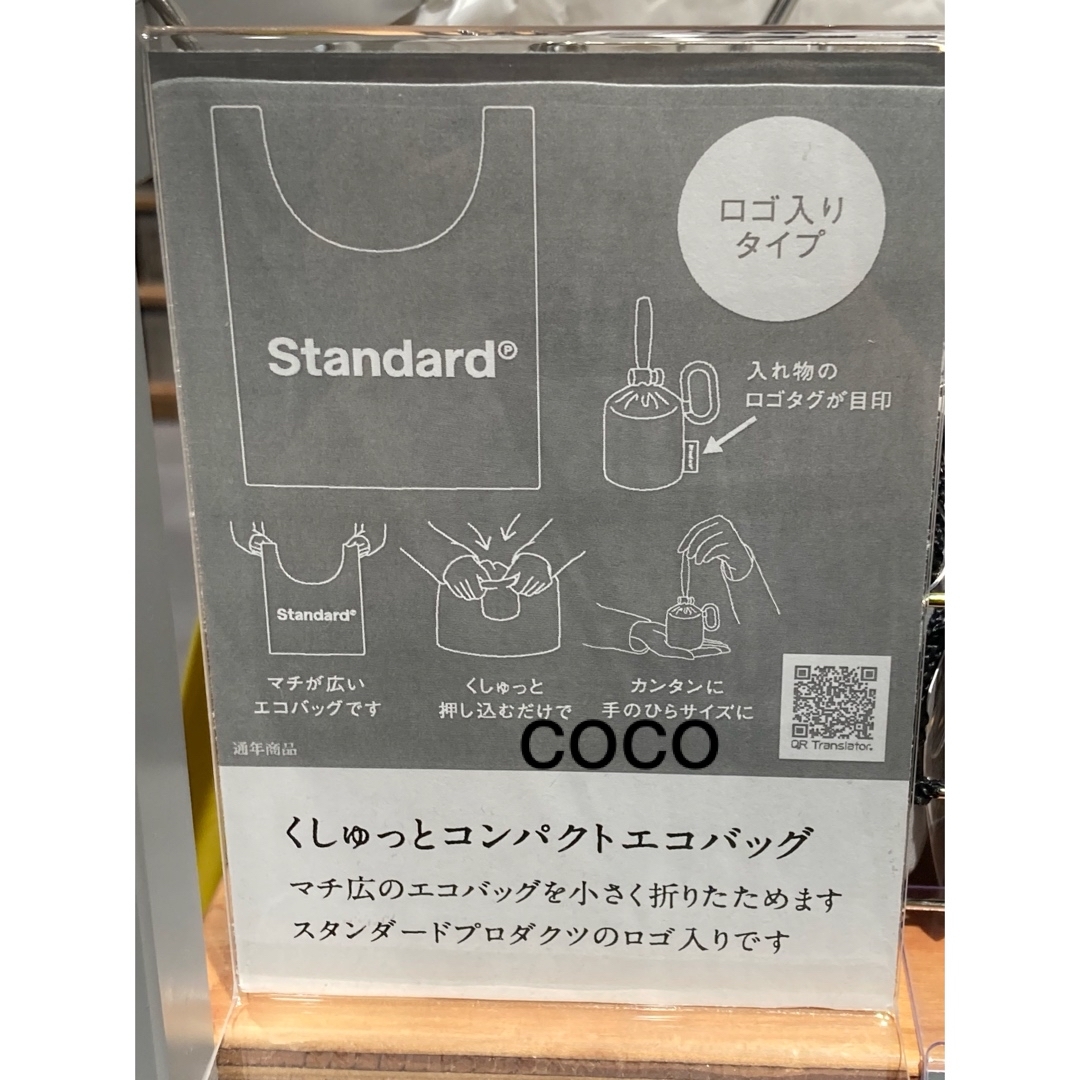 ロゴ入り
タイプ
Standard℗
入れ物の
ロゴタグが目印
Standard℗
マチが広い
エコバッグです
くしゅっと
押し込むだけで
カンタンに
手のひらサイズに
QR Translator.
通年商品
COCO
くしゅっとコンパクトエコバッグ
マチ広のエコバッグを小さく折りたためます
スタンダードプロダクツのロゴ入りです